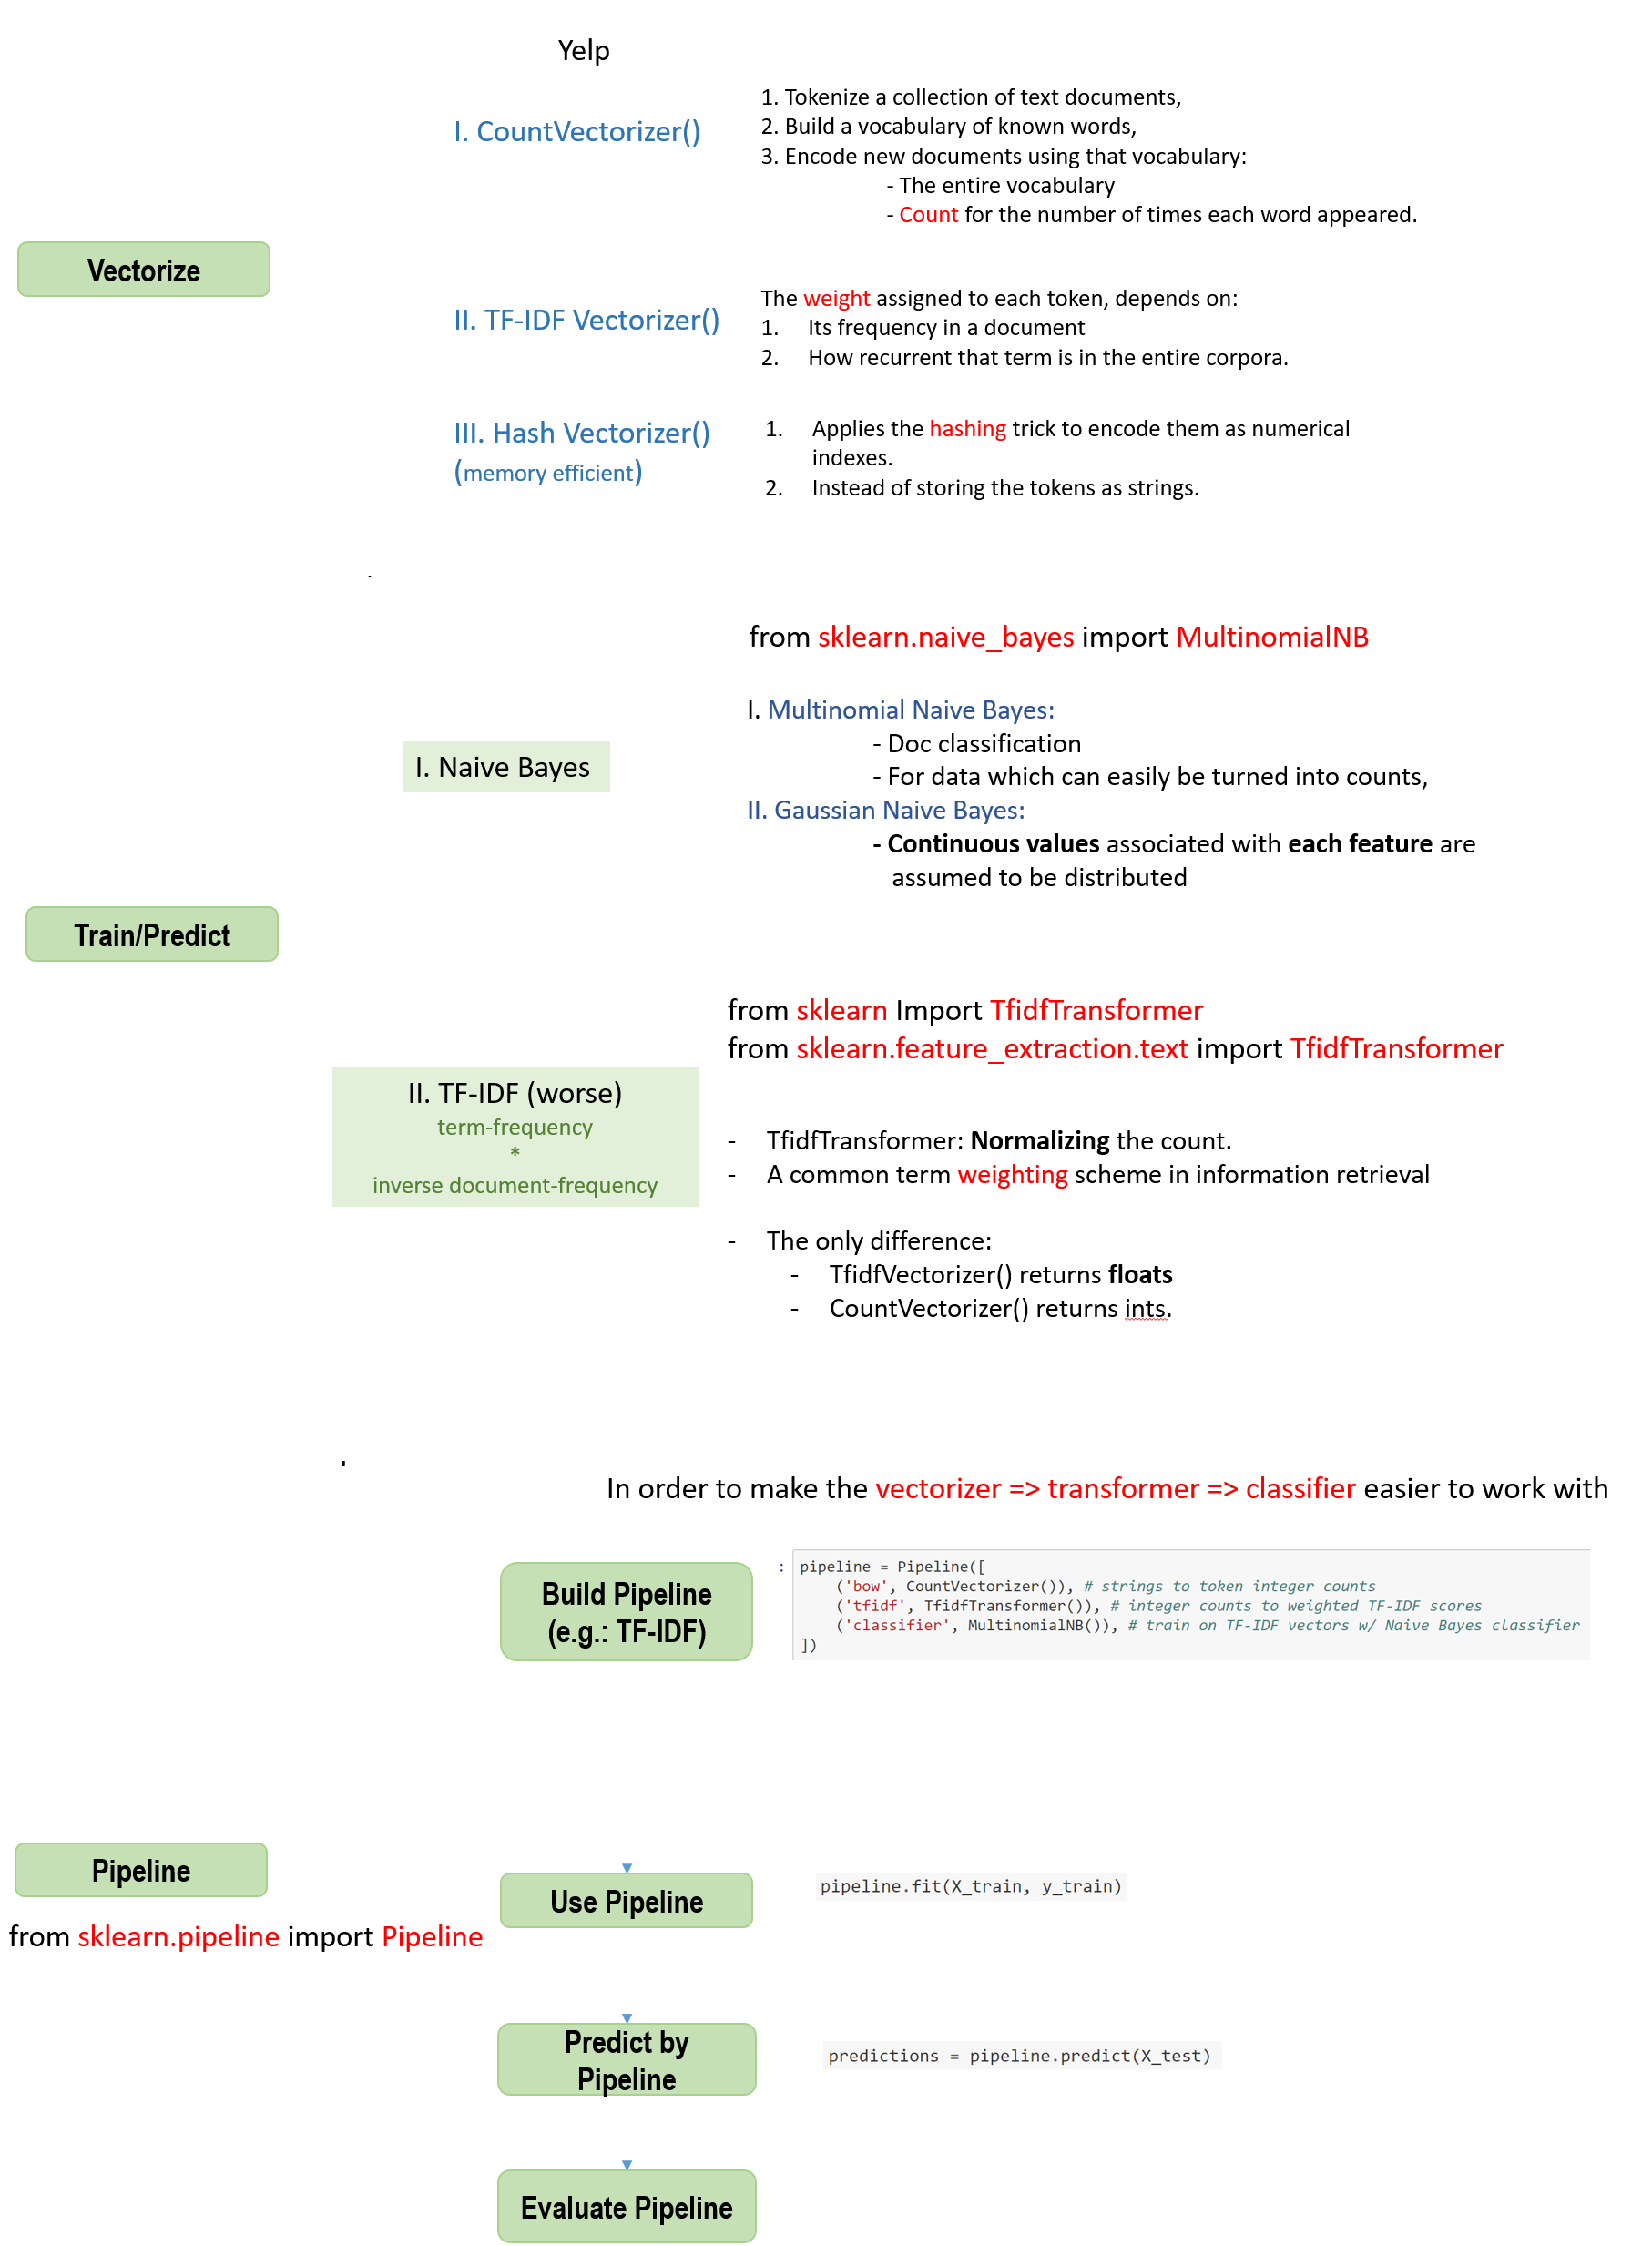 Yelp
I. CountVectorizer()
1. Tokenize a collection of text documents,
2. Build a vocabulary of known words,
3. Encode new documents using that vocabulary:
- The entire vocabulary
- Count for the number of times each word appeared.
Vectorize
II. TF-IDF Vectorizer()
The weight assigned to each token, depends on:
1. Its frequency in a document
2. How recurrent that term is in the entire corpora.
III. Hash Vectorizer()
(memory efficient)
1. Applies the hashing trick to encode them as numerical
indexes.
2. Instead of storing the tokens as strings.
from sklearn.naive_bayes import MultinomialNB
I. Naive Bayes
I. Multinomial Naive Bayes:
- Doc classification
- For data which can easily be turned into counts,
II. Gaussian Naive Bayes:
- Continuous values associated with each feature are
assumed to be distributed
Train/Predict
from sklearn Import TfidfTransformer
from sklearn.feature_extraction.text import TfidfTransformer
II. TF-IDF (worse)
term-frequency
*
inverse document-frequency
- TfidfTransformer: Normalizing the count.
- A common term weighting scheme in information retrieval
- The only difference:
- TfidfVectorizer() returns floats
- CountVectorizer() returns ints.
In order to make the vectorizer => transformer => classifier easier to work with
Build Pipeline
(e.g.: TF-IDF)
: pipeline = Pipeline([
('bow', CountVectorizer()), # strings to token integer counts
('tfidf', TfidfTransformer()), # integer counts to weighted TF-IDF scores
('classifier', MultinomialNB()), # train on TF-IDF vectors w/ Naive Bayes classifier
])
Pipeline
from sklearn.pipeline import Pipeline
Use Pipeline
pipeline.fit(X_train, y_train)
Predict by
Pipeline
predictions = pipeline.predict(X_test)
Evaluate Pipeline